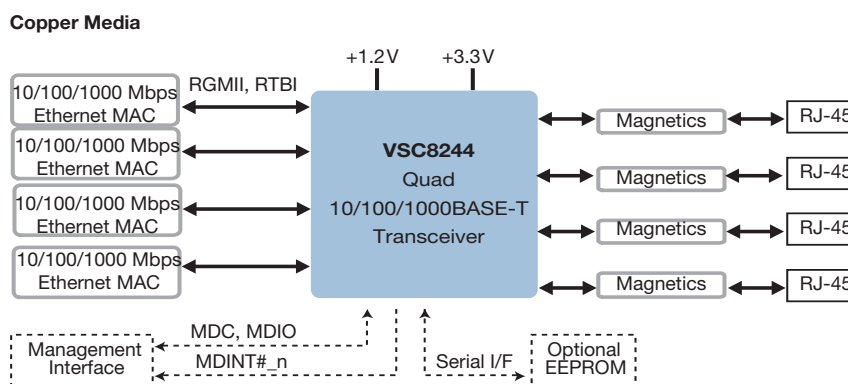 Copper Media
+1.2V
+3.3V
10/100/1000 Mbps
Ethernet MAC
RGMII, RTBI
10/100/1000 Mbps
Ethernet MAC
10/100/1000 Mbps
Ethernet MAC
10/100/1000 Mbps
Ethernet MAC
VSC8244
Quad
10/100/1000BASE-T
Transceiver
Magnetics
RJ-45
Magnetics
RJ-45
Magnetics
RJ-45
Magnetics
RJ-45
Management
Interface
MDC, MDIO
MDINT#_n
Serial I/F
Optional
EEPROM